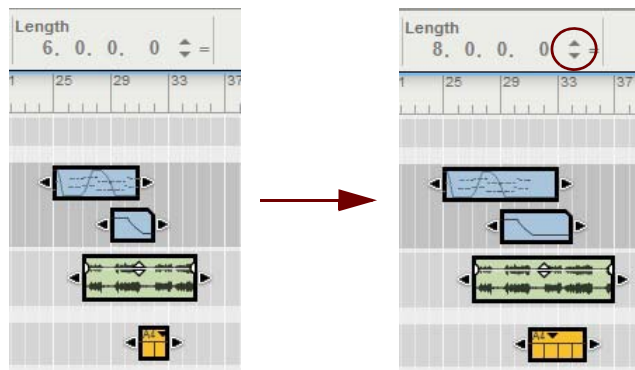 Length
6. 0. 0. 0 =
1 25 29 33 37
A4
Length
8. 0. 0. 0 =
1 25 29 33 37
A4